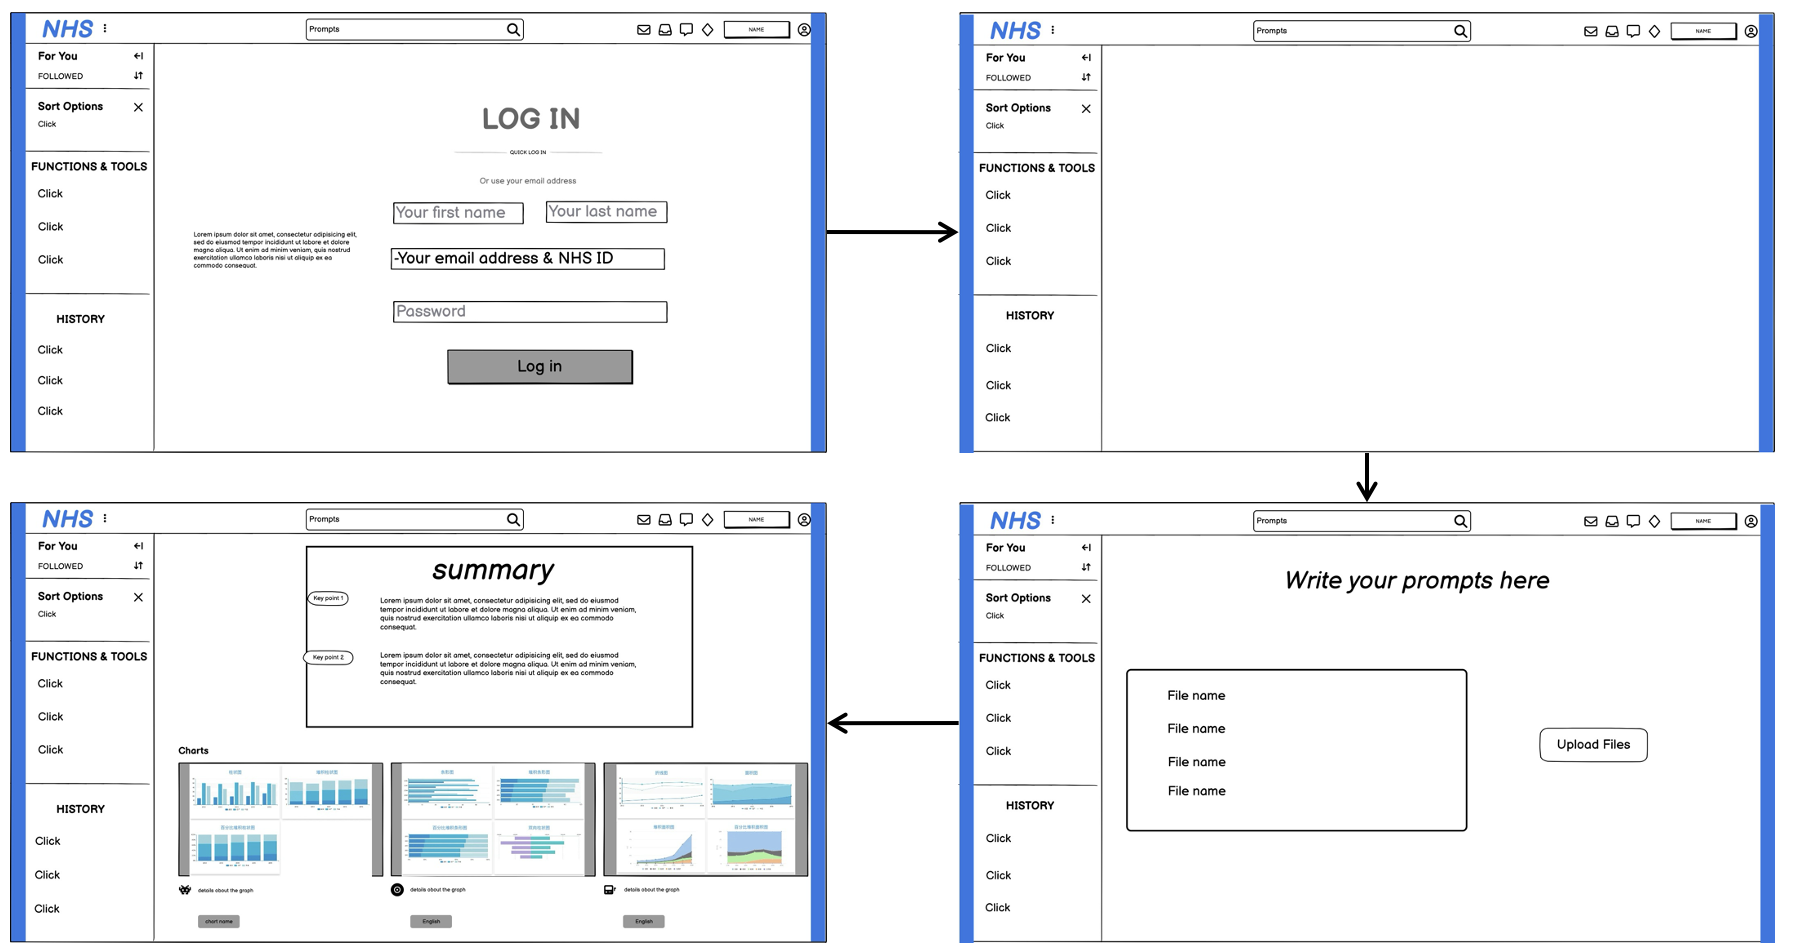 NHS
Prompts
NAME
For You
FOLLOWED
Sort Options
Click
FUNCTIONS & TOOLS
Click
Click
Click
HISTORY
Click
Click
Click
LOG IN
QUICK LOG IN
Or use your email address
Your first name
Your last name
-Your email address & NHS ID
Password
Log in
Lorem ipsum dolor sit amet, consectetur adipisicing elit,
sed do eiusmod tempor incididunt ut labore et dolore
magna aliqua. Ut enim ad minim veniam, quis nostrud
exercitation ullamco laboris nisi ut aliquip ex ea
commodo consequat.
NHS
Prompts
NAME
For You
FOLLOWED
Sort Options
Click
FUNCTIONS & TOOLS
Click
Click
Click
HISTORY
Click
Click
Click
NHS
Prompts
NAME
For You
FOLLOWED
Sort Options
Click
FUNCTIONS & TOOLS
Click
Click
Click
HISTORY
Click
Click
Click
Write your prompts here
File name
File name
File name
File name
Upload Files
NHS
Prompts
NAME
For You
FOLLOWED
Sort Options
Click
FUNCTIONS & TOOLS
Click
Click
Click
HISTORY
Click
Click
Click
summary
Key point 1
Lorem ipsum dolor sit amet, consectetur adipisicing elit, sed do eiusmod
tempor incididunt ut labore et dolore magna aliqua. Ut enim ad minim veniam,
quis nostrud exercitation ullamco laboris nisi ut aliquip ex ea commodo
consequat.
Key point 2
Lorem ipsum dolor sit amet, consectetur adipisicing elit, sed do eiusmod
tempor incididunt ut labore et dolore magna aliqua. Ut enim ad minim veniam,
quis nostrud exercitation ullamco laboris nisi ut aliquip ex ea commodo
consequat.
Charts
details about the graph
details about the graph
details about the graph
chart name
English
English